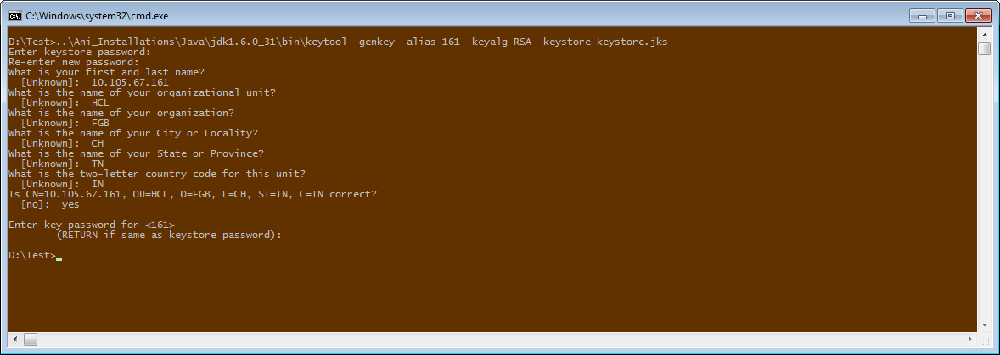 C:\Windows\system32\cmd.exe
D:\Test>..\Ani_Installations\Java\jdk1.6.0_31\bin\keytool -genkey -alias 161 -keyalg RSA -keystore keystore.jks
Enter keystore password:
Re-enter new password:
What is your first and last name?
  [Unknown]:  10.105.67.161
What is the name of your organizational unit?
  [Unknown]:  HCL
What is the name of your organization?
  [Unknown]:  FGB
What is the name of your City or Locality?
  [Unknown]:  CH
What is the name of your State or Province?
  [Unknown]:  TN
What is the two-letter country code for this unit?
  [Unknown]:  IN
Is CN=10.105.67.161, OU=HCL, O=FGB, L=CH, ST=TN, C=IN correct?
  [no]:  yes
Enter key password for <161>
        (RETURN if same as keystore password):
D:\Test>